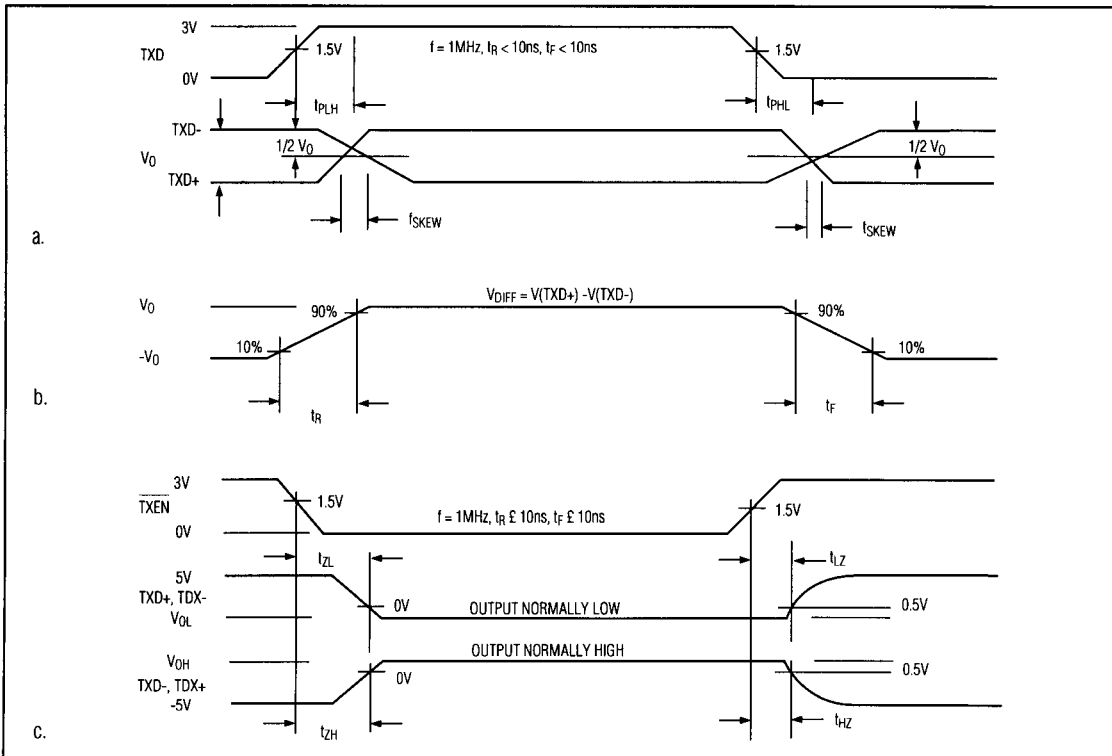 3V
TXD
0V
1.5V
f = 1MHz, tR < 10ns, tF < 10ns
1.5V
tPLH
tPHL
TXD-
1/2 VO
VO
TXD+
1/2 VO
fSKEW
tSKEW
a.
VO
90%
VDIFF = V(TXD+) -V(TXD-)
90%
10%
-VO
10%
tR
tF
b.
3V
TXEN
0V
1.5V
f = 1MHz, tR £ 10ns, tF £ 10ns
1.5V
tZL
tLZ
5V
TXD+, TDX-
VOL
0V
OUTPUT NORMALLY LOW
0.5V
VOH
TXD-, TDX+
-5V
OUTPUT NORMALLY HIGH
0V
0.5V
tZH
tHZ
c.